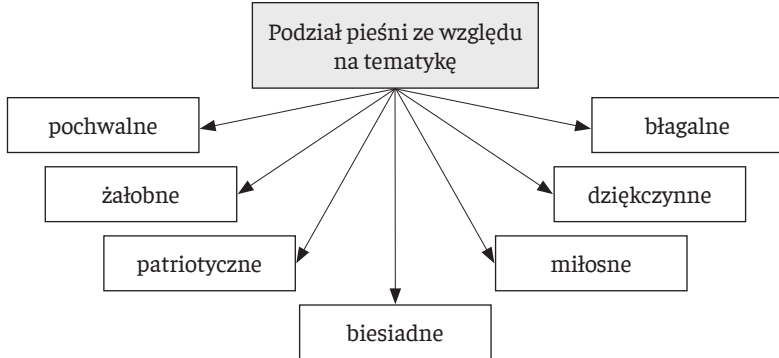 Podział pieśni ze względu
na tematykę
pochwalne
błagalne
żałobne
dziękczynne
patriotyczne
miłosne
biesiadne